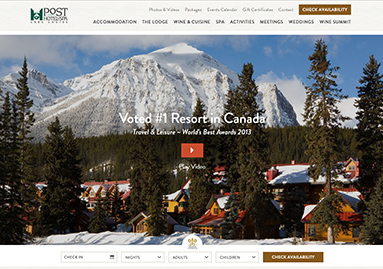 Photos & Videos Packages Events Calendar Gift Certificates Contact CHECK AVAILABILITY
POST
HOTEL & SPA
LAKE LOUISE
ACCOMMODATION THE LODGE WINE & CUISINE SPA ACTIVITIES MEETINGS WEDDINGS WINE SUMMIT
Voted #1 Resort in Canada
Travel & Leisure – World's Best Awards 2013
Play Video
CHECK IN NIGHTS ADULTS CHILDREN CHECK AVAILABILITY